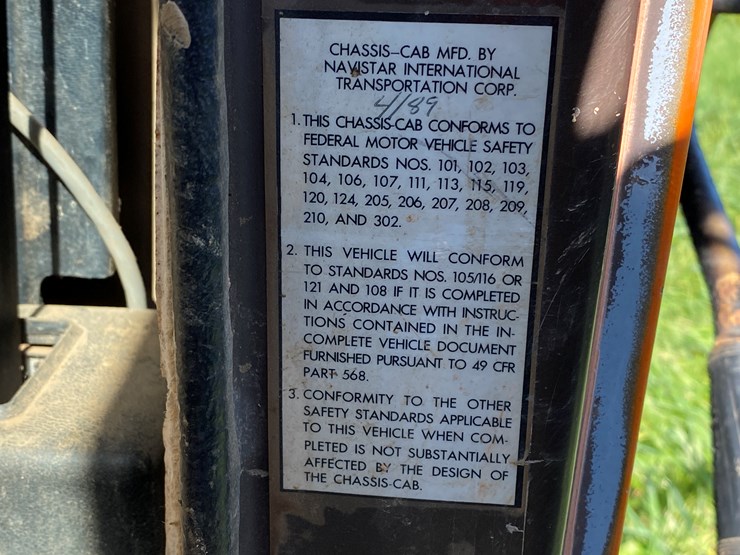 CHASSIS-CAB MFD. BY
NAVISTAR INTERNATIONAL
TRANSPORTATION CORP.
4/89
1. THIS CHASSIS-CAB CONFORMS TO
FEDERAL MOTOR VEHICLE SAFETY
STANDARDS NOS. 101, 102, 103,
104, 106, 107, 111, 113, 115, 119,
120, 124, 205, 206, 207, 208, 209,
210, AND 302.
2. THIS VEHICLE WILL CONFORM
TO STANDARDS NOS. 105/116 OR
121 AND 108 IF IT IS COMPLETED
IN ACCORDANCE WITH INSTRUC-
TIONS CONTAINED IN THE IN-
COMPLETE VEHICLE DOCUMENT
FURNISHED PURSUANT TO 49 CFR
PART 568.
3. CONFORMITY TO THE OTHER
SAFETY STANDARDS APPLICABLE
TO THIS VEHICLE WHEN COM-
PLETED IS NOT SUBSTANTIALLY
AFFECTED BY THE DESIGN OF
THE CHASSIS-CAB.